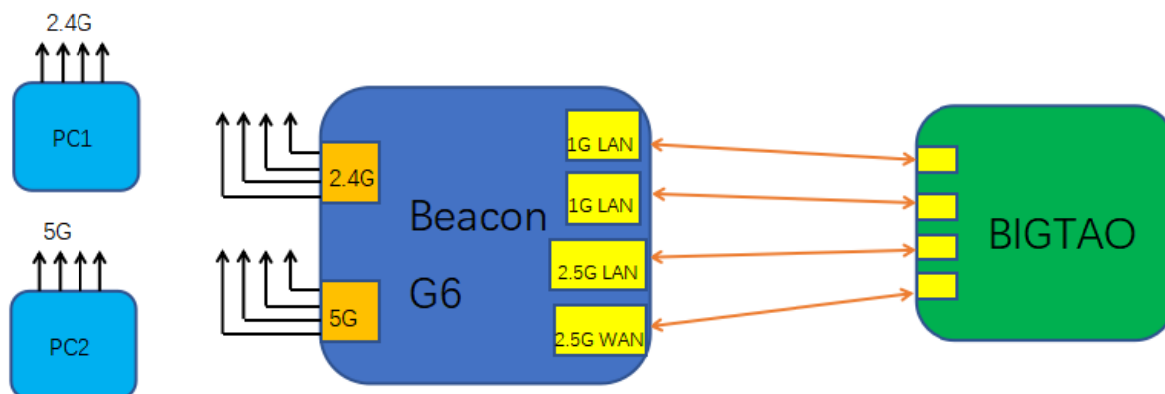 2.4G
PC1
5G
PC2
2.4G
5G
Beacon
G6
1G LAN
1G LAN
2.5G LAN
2.5G WAN
BIGTAO